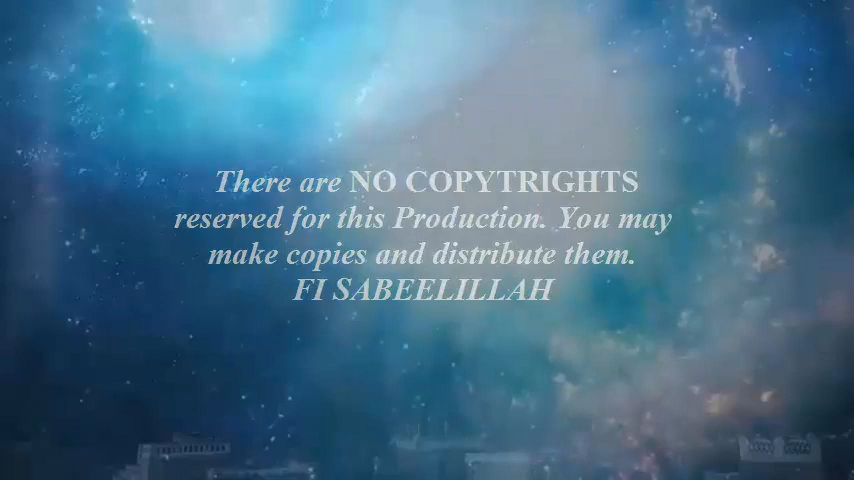 There are NO COPYTRIGHTS
reserved for this Production. You may
make copies and distribute them.
FI SABEELILLAH